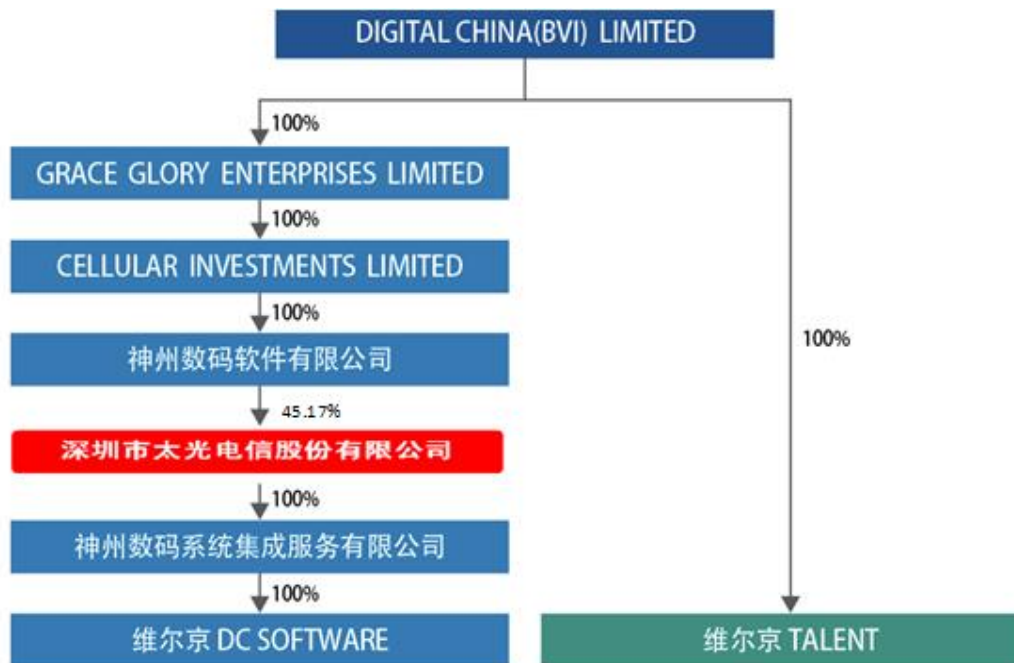 DIGITAL CHINA(BVI) LIMITED
100%
GRACE GLORY ENTERPRISES LIMITED
100%
CELLULAR INVESTMENTS LIMITED
100%
100%
神州数码软件有限公司
45.17%
深圳市太光电信股份有限公司
100%
神州数码系统集成服务有限公司
100%
维尔京 DC SOFTWARE
维尔京 TALENT